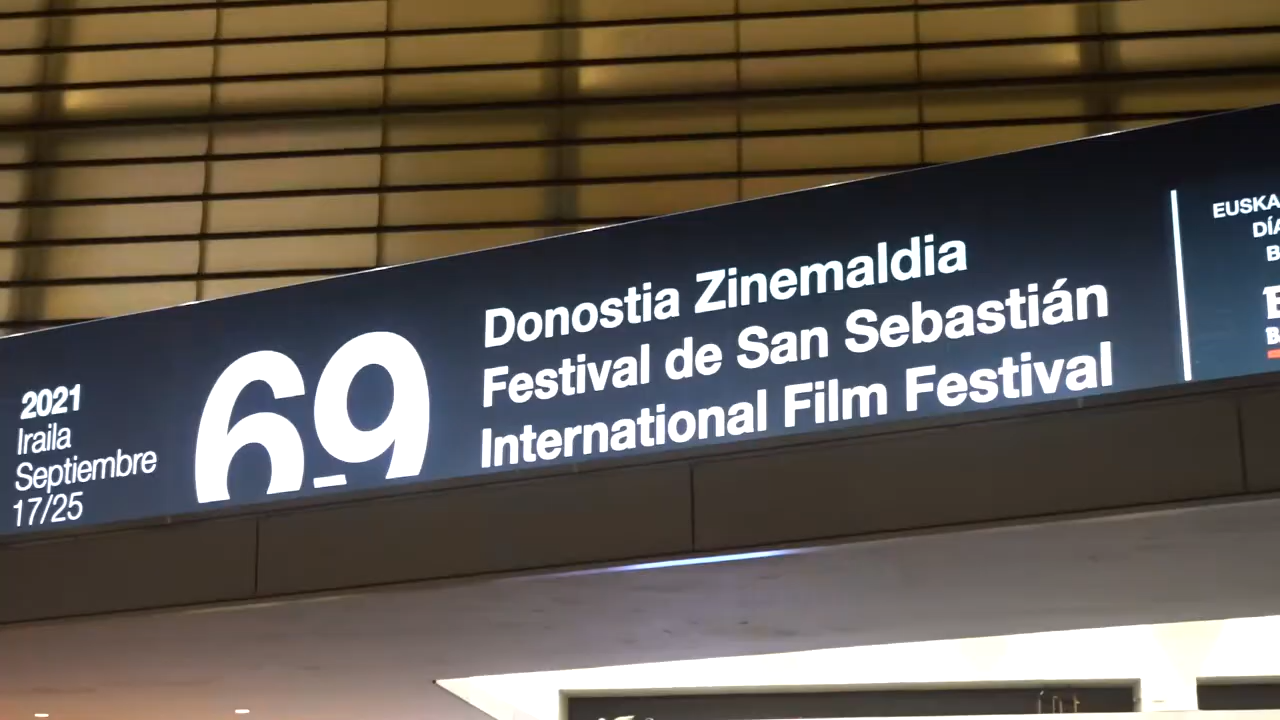 2021
Iraila
Septiembre
17/25
69
Donostia Zinemaldia
Festival de San Sebastián
International Film Festival